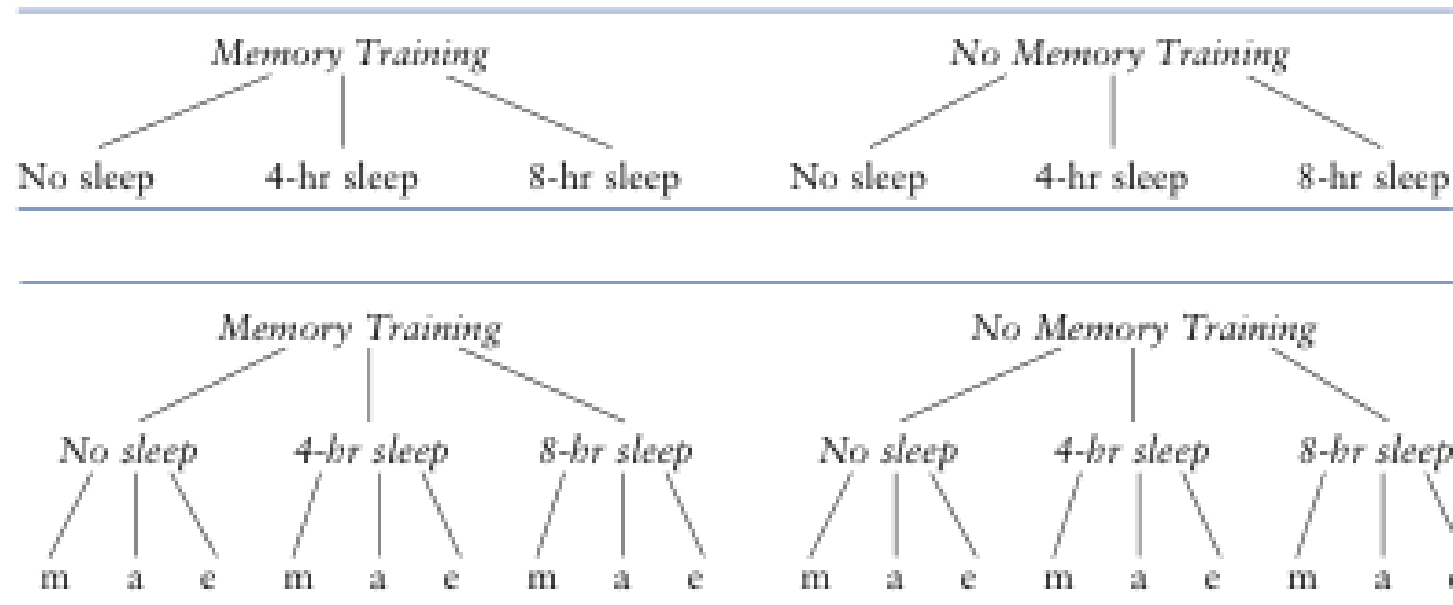 Memory Training No Memory Training
No sleep 4-hr sleep 8-hr sleep No sleep 4-hr sleep 8-hr sleep
Memory Training No Memory Training
No sleep 4-hr sleep 8-hr sleep No sleep 4-hr sleep 8-hr sleep
m a e m a e m a e m a e m a e m a